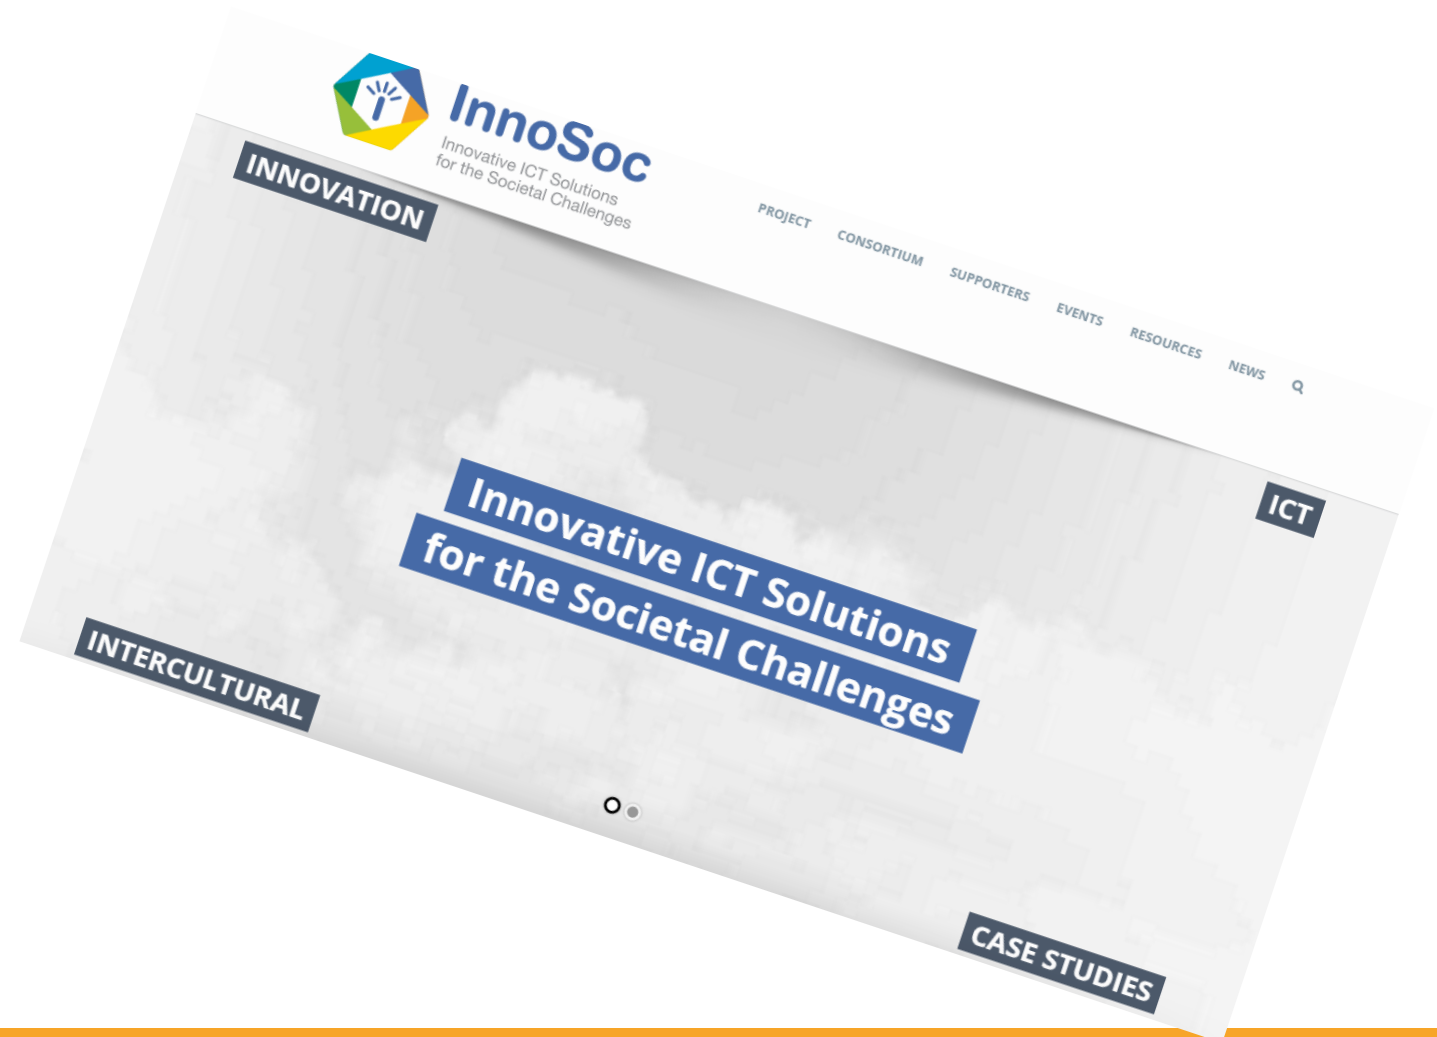 InnoSoc
Innovative ICT Solutions
for the Societal Challenges
PROJECT CONSORTIUM SUPPORTERS EVENTS RESOURCES NEWS
INNOVATION
ICT
Innovative ICT Solutions
for the Societal Challenges
INTERCULTURAL
CASE STUDIES